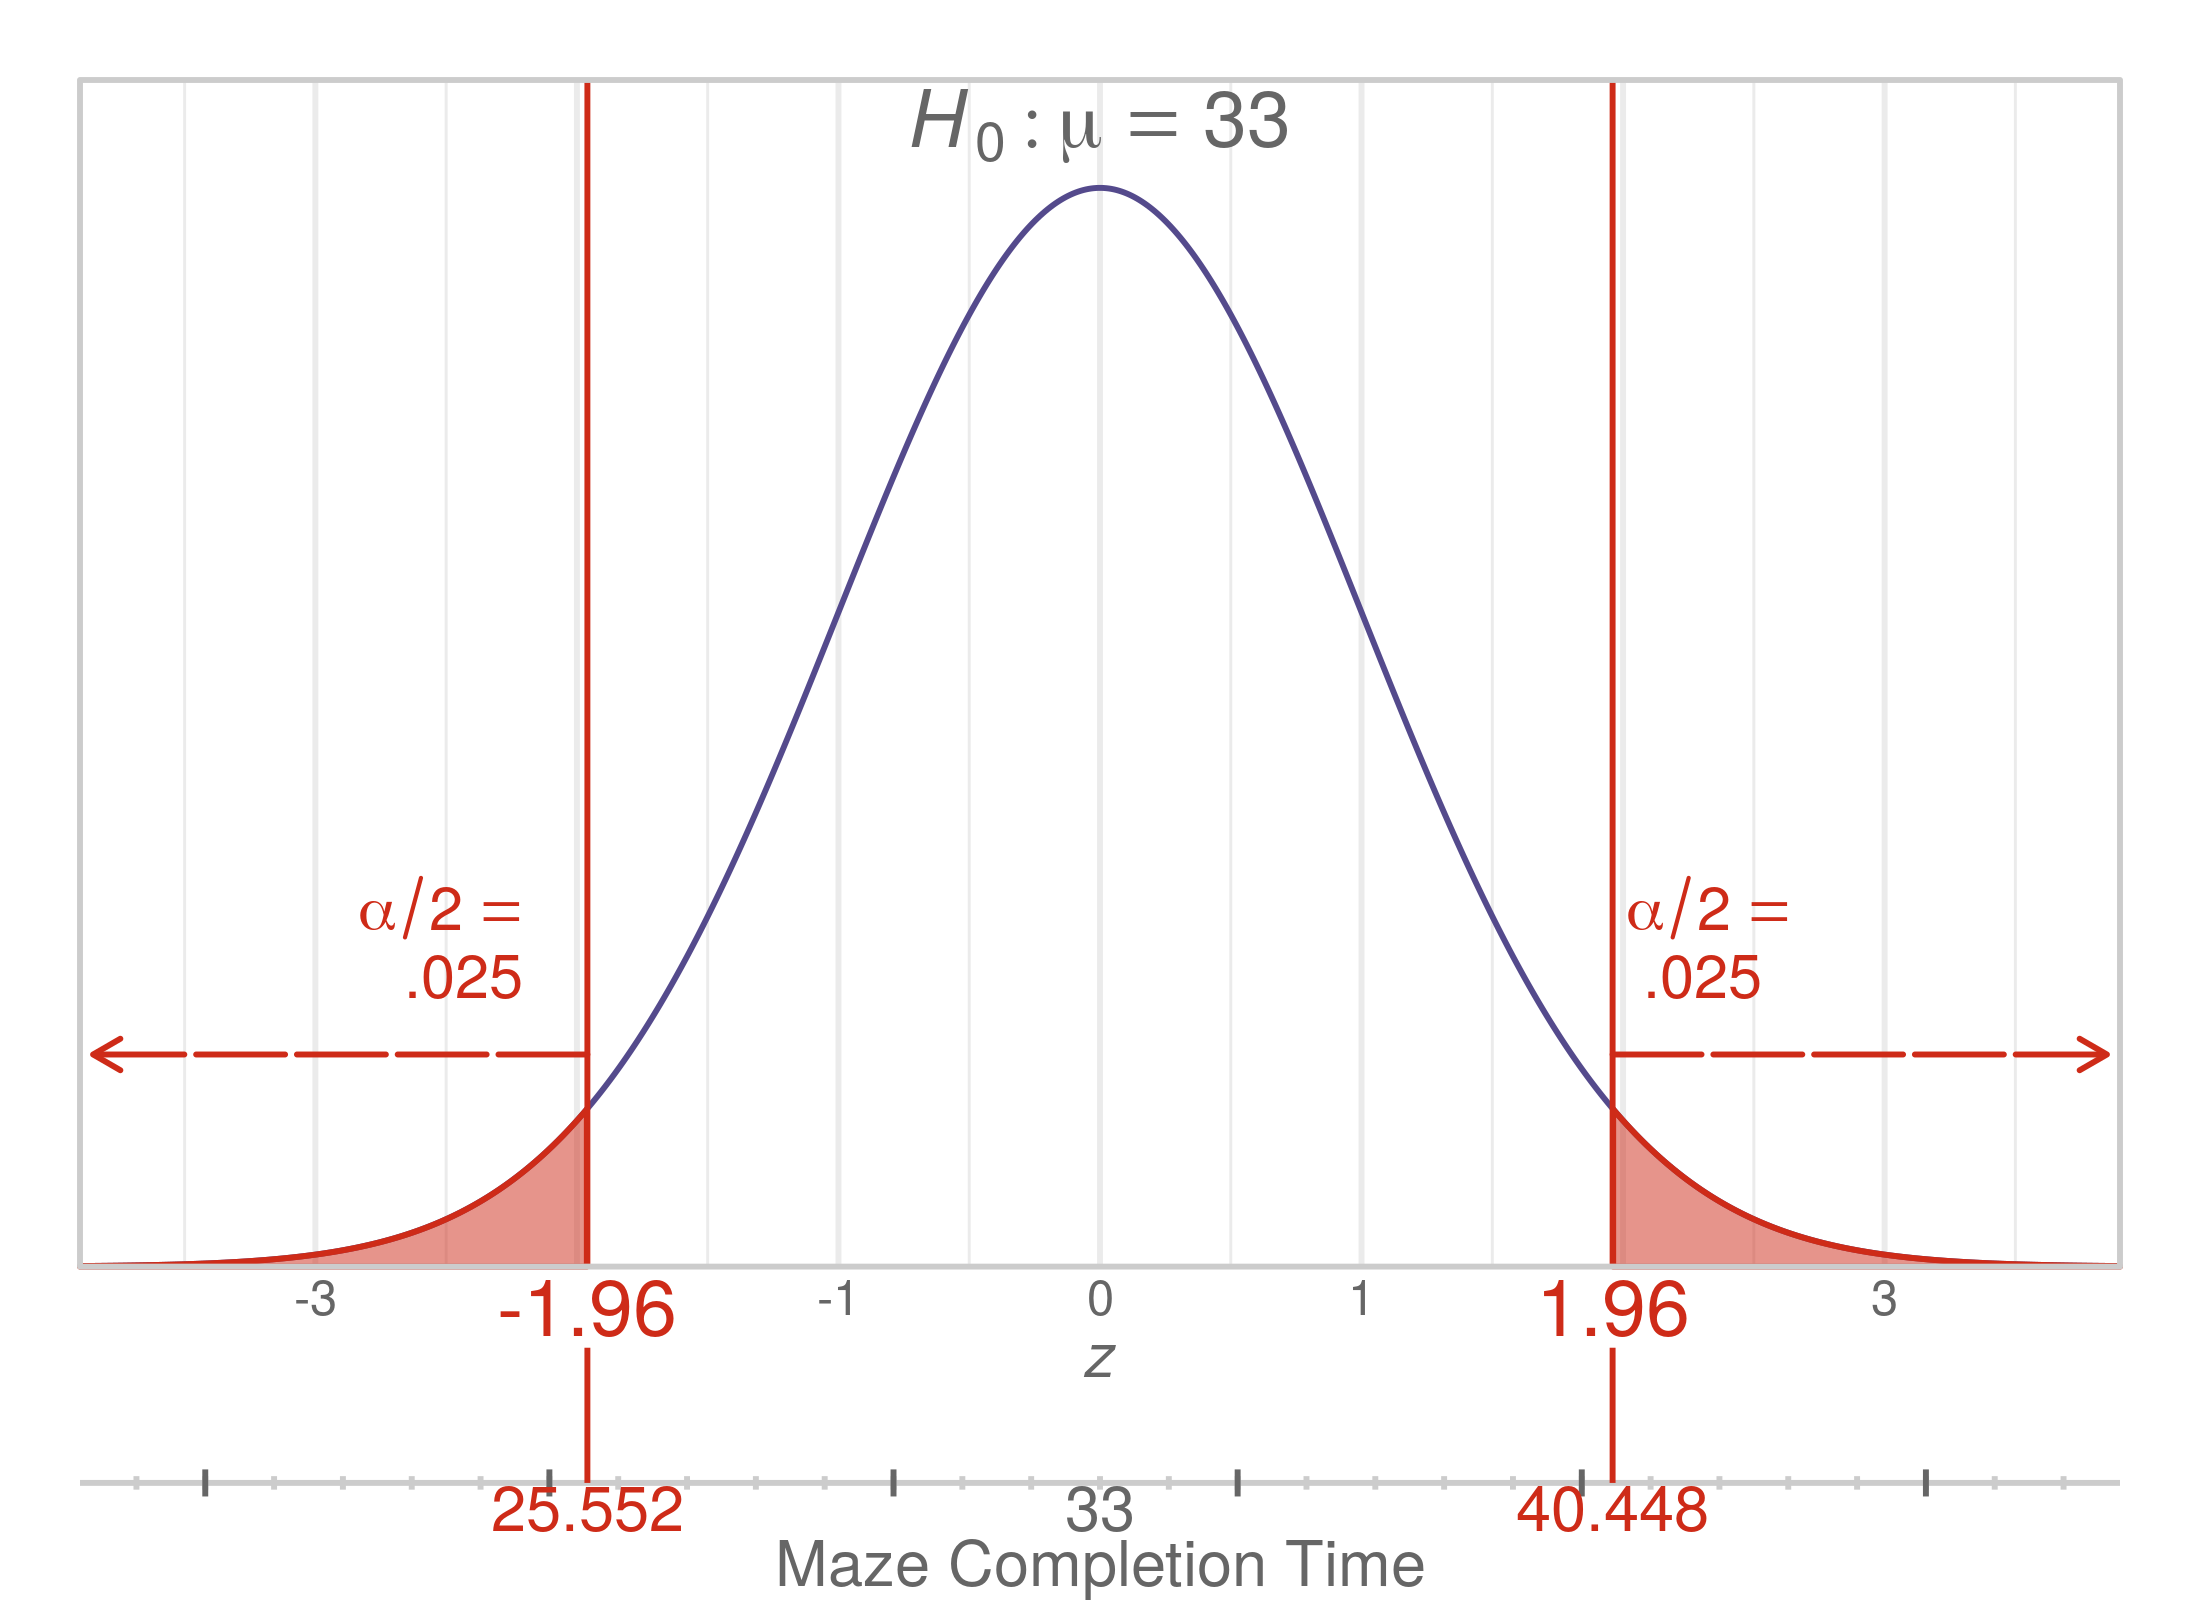 H₀ : μ = 33
α/2 =
.025
α/2 =
.025
-3 -1.96 -1 0 1 1.96 3
z
25.552 33 40.448
Maze Completion Time